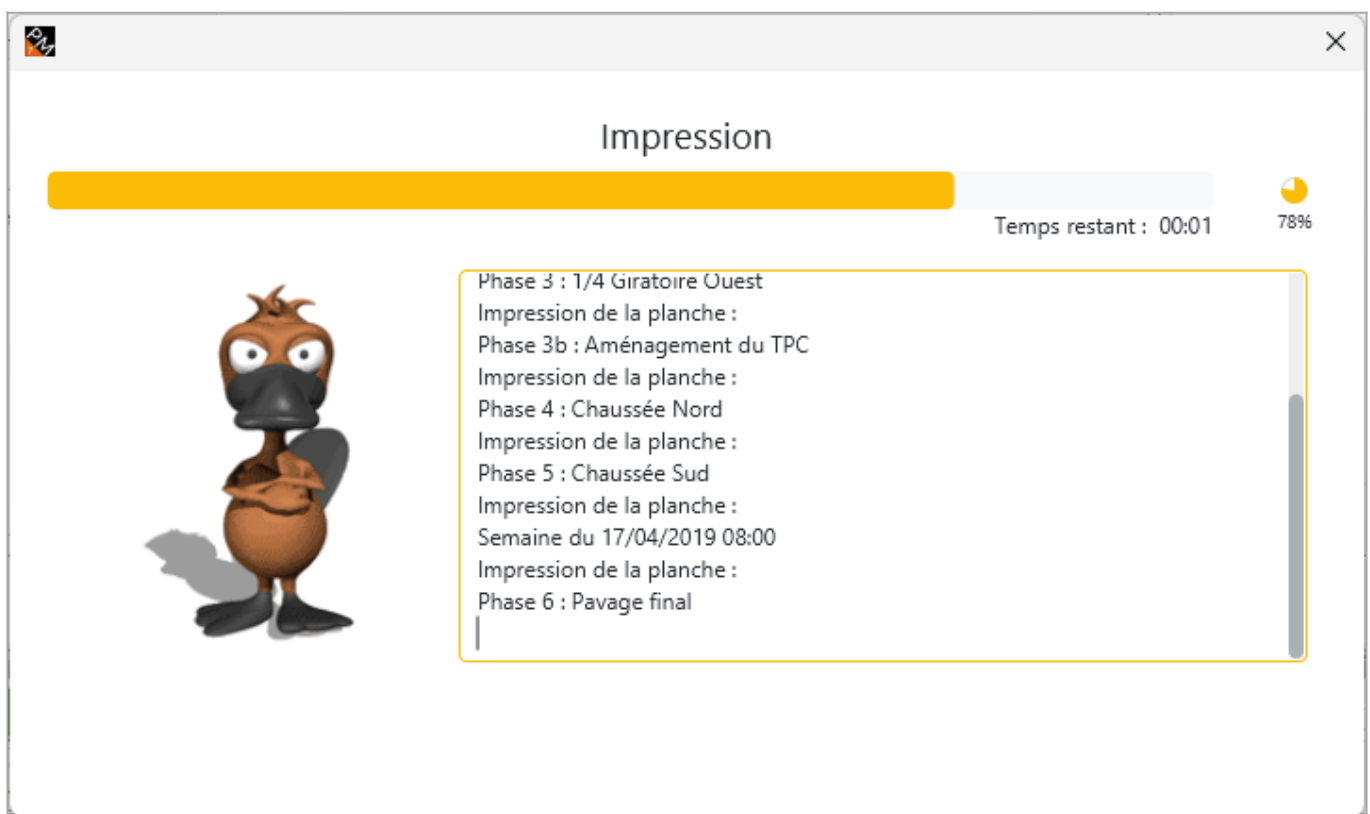 PM
7
Impression
Temps restant : 00:01
78%
Phase 3 : 1/4 Giratoire Ouest
Impression de la planche :
Phase 3b : Aménagement du TPC
Impression de la planche :
Phase 4 : Chaussée Nord
Impression de la planche :
Phase 5 : Chaussée Sud
Impression de la planche :
Semaine du 17/04/2019 08:00
Impression de la planche :
Phase 6 : Pavage final